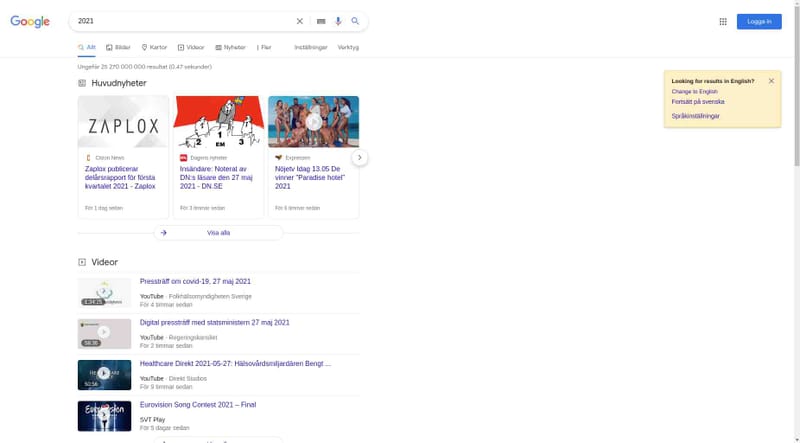 Google
2021
Logga in
Allt
Bilder
Kartor
Videor
Nyheter
Fler
Inställningar
Verktyg
Ungefär 25 270 000 000 resultat (0,47 sekunder)
Looking for results in English?
Change to English
Fortsätt på svenska
Språkinställningar
Huvudnyheter
ZAPLOX
Cision News
Zaplox publicerar
delårsrapport för första
kvartalet 2021 - Zaplox
För 1 dag sedan
2 1 3
EM
Dagens nyheter
Insändare: Noterat av
DN:s läsare den 27 maj
2021 - DN.SE
För 3 timmar sedan
Expressen
Nöjetv Idag 13.05 De
vinner "Paradise hotel"
2021
För 6 timmar sedan
Visa alla
Videor
Pressträff om covid-19, 27 maj 2021
YouTube · Folkhälsomyndigheten Sverige
För 4 timmar sedan
Digital pressträff med statsministern 27 maj 2021
58:36
YouTube · Regeringskansliet
För 2 timmar sedan
Healthcare Direkt 2021-05-27: Hälsovårdsmiljardären Bengt ...
50:56
YouTube · Direkt Studios
För 9 timmar sedan
Eurovision Song Contest 2021 – Final
Eurovision
SVT Play
För 5 dagar sedan